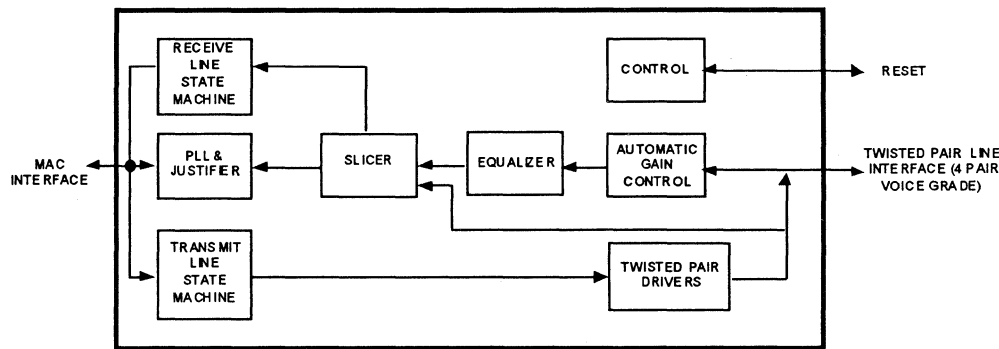 RECEIVE
LINE
STATE
MACHINE
CONTROL
RESET
MAC
INTERFACE
PLL &
JUSTIFIER
SLICER
EQUALIZER
AUTOMATIC
GAIN
CONTROL
TWISTED PAIR LINE
INTERFACE (4 PAIR
VOICE GRADE)
TRANSMIT
LINE
STATE
MACHINE
TWISTED PAIR
DRIVERS